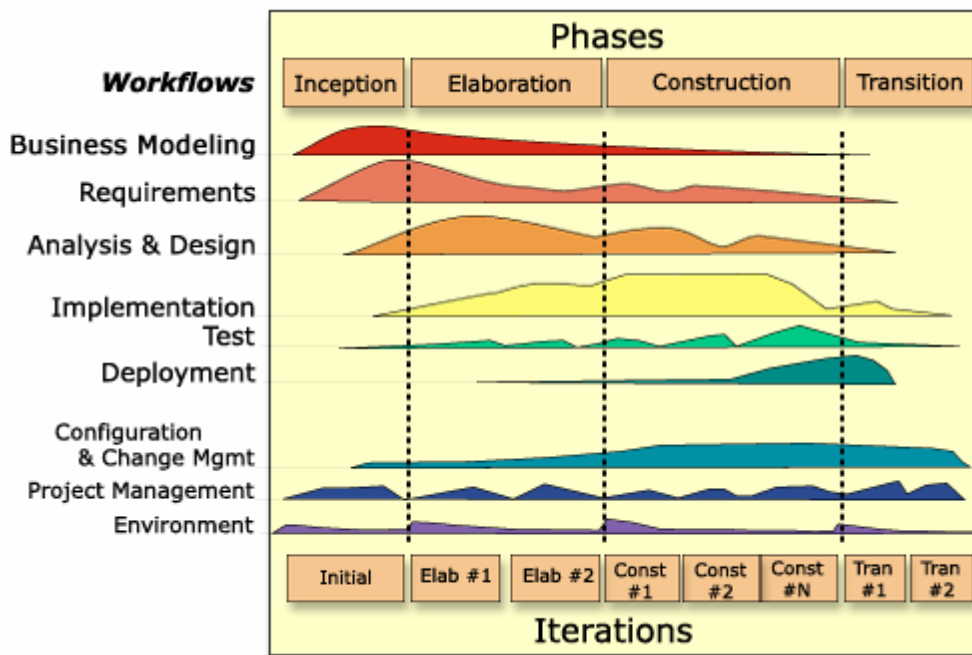 Phases
Workflows
Inception
Elaboration
Construction
Transition
Business Modeling
Requirements
Analysis & Design
Implementation
Test
Deployment
Configuration
& Change Mgmt
Project Management
Environment
Initial
Elab #1
Elab #2
Const
#1
Const
#2
Const
#N
Tran
#1
Tran
#2
Iterations